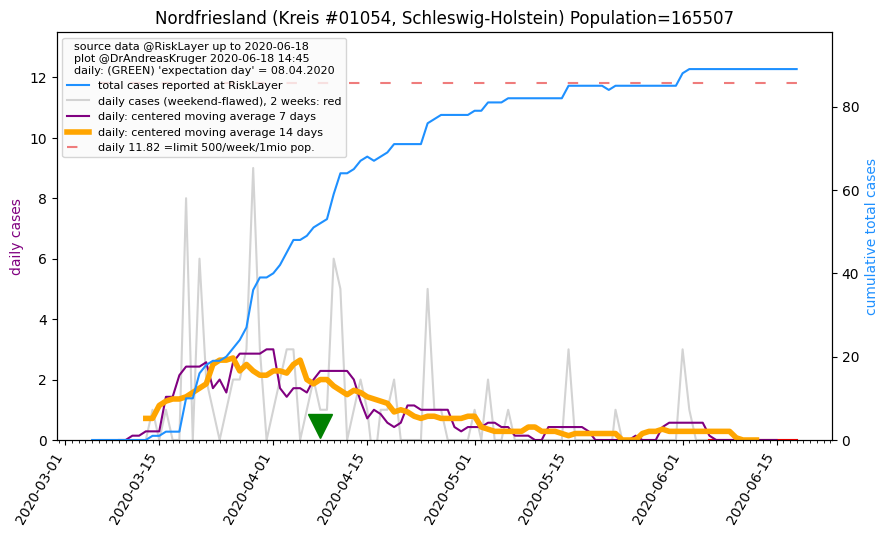 Nordfriesland (Kreis #01054, Schleswig-Holstein) Population=165507
source data @RiskLayer up to 2020-06-18
plot @DrAndreasKruger 2020-06-18 14:45
daily: (GREEN) 'expectation day' = 08.04.2020
total cases reported at RiskLayer
daily cases (weekend-flawed), 2 weeks: red
daily: centered moving average 7 days
daily: centered moving average 14 days
daily 11.82 =limit 500/week/1mio pop.
daily cases
12
10
8
6
4
2
0
80
60
40
20
0
cumulative total cases
2020-03-01
2020-03-15
2020-04-01
2020-04-15
2020-05-01
2020-05-15
2020-06-01
2020-06-15